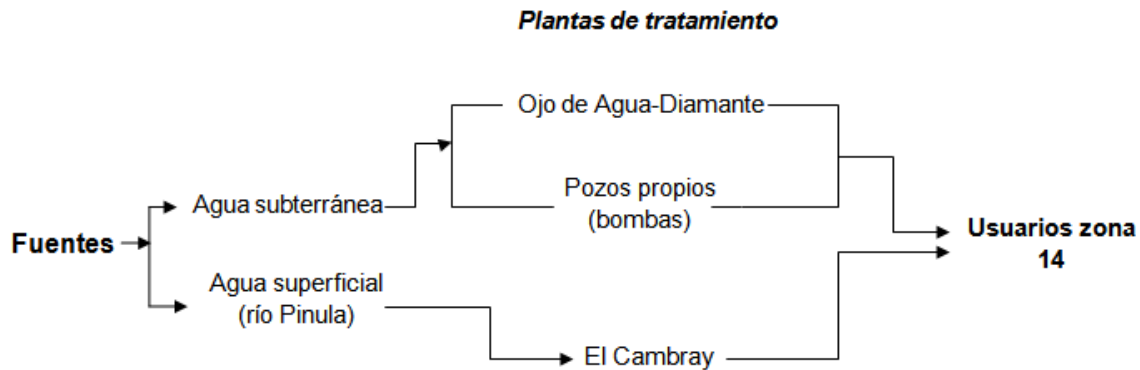 Plantas de tratamiento
Ojo de Agua-Diamante
Pozos propios
(bombas)
Agua subterránea
Fuentes
Usuarios zona
14
Agua superficial
(río Pinula)
El Cambray